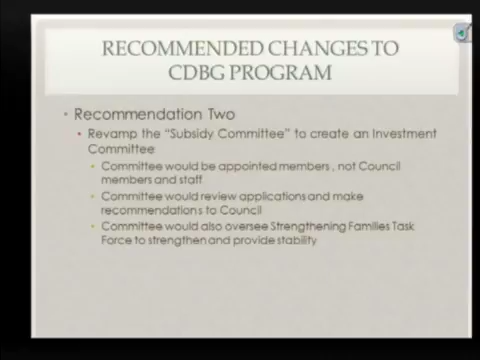 RECOMMENDED CHANGES TO
CDBG PROGRAM
• Recommendation Two
• Revamp the "Subsidy Committee" to create an Investment
Committee
• Committee would be appointed members, not Council
members and staff
• Committee would review applications and make
recommendations to Council
• Committee would also oversee Strengthening Families Task
Force to strengthen and provide stability